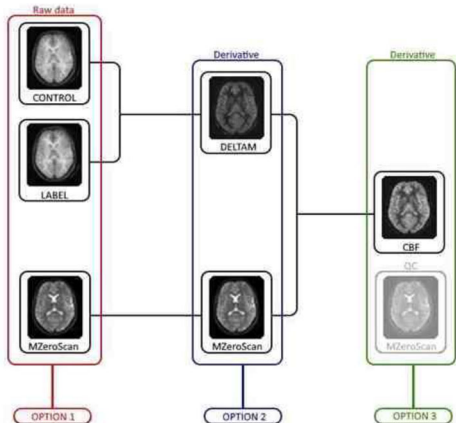 Raw data
CONTROL
LABEL
MZeroScan
OPTION 1
Derivative
DELTAM
MZeroScan
OPTION 2
Derivative
CBF
QC
MZeroScan
OPTION 3